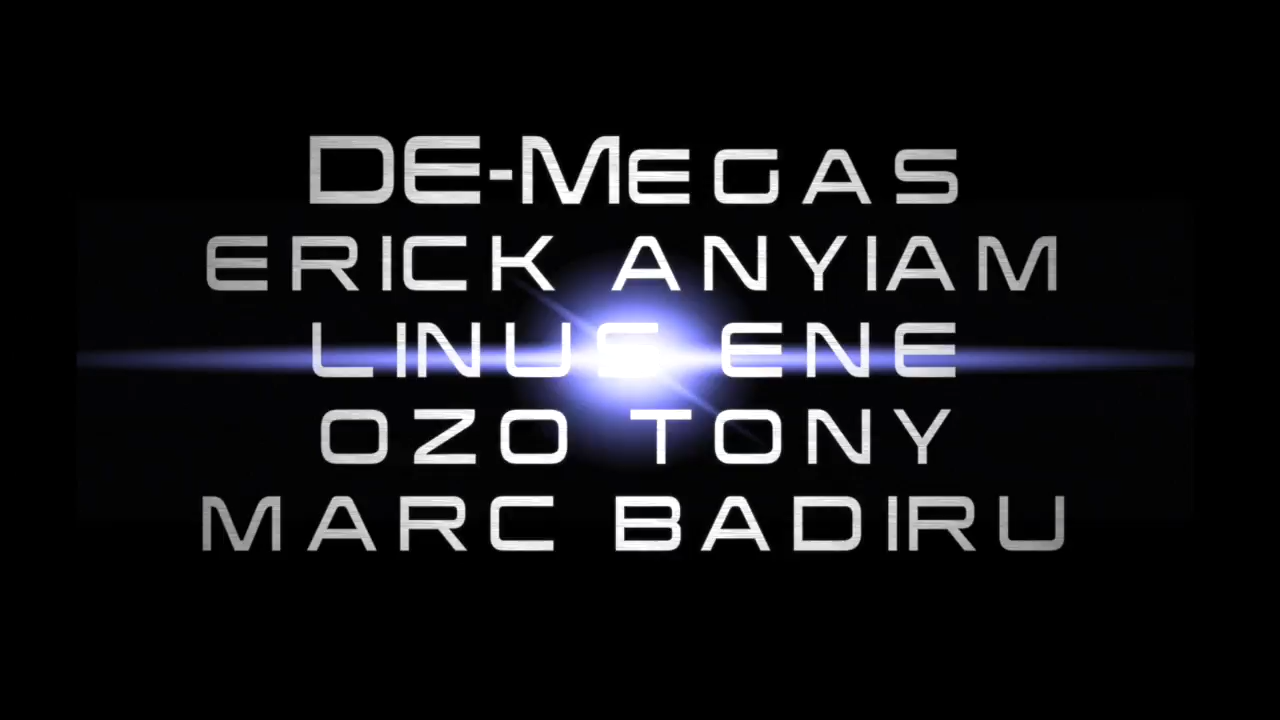 DE-MEGAS
ERICK ANYIAM
LINUS ENE
OZO TONY
MARC BADIRU